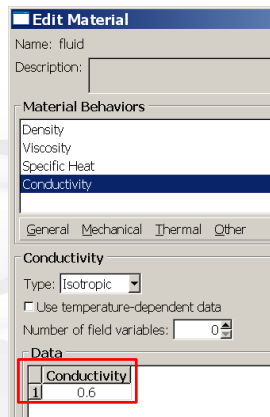 Edit Material
Name: fluid
Description:
Material Behaviors
Density
Viscosity
Specific Heat
Conductivity
General Mechanical Thermal Other
Conductivity
Type: Isotropic
Use temperature-dependent data
Number of field variables: 0
Data
Conductivity
1 0.6